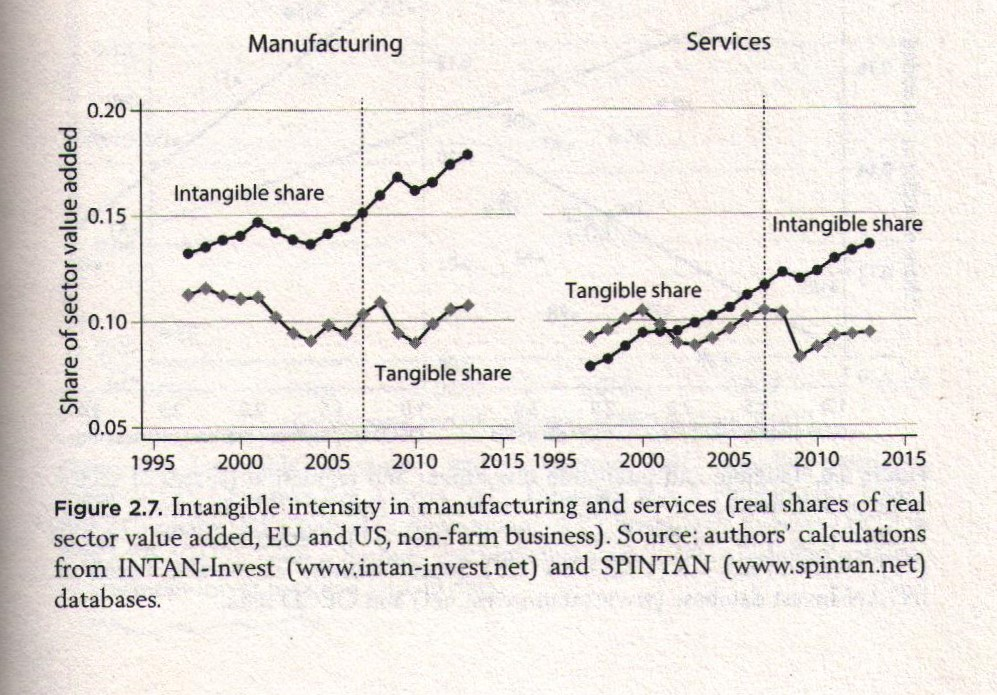 Manufacturing
Services
Share of sector value added
0.20
0.15
0.10
0.05
Intangible share
Tangible share
Tangible share
Intangible share
1995 2000 2005 2010 2015 1995 2000 2005 2010 2015
Figure 2.7. Intangible intensity in manufacturing and services (real shares of real
sector value added, EU and US, non-farm business). Source: authors' calculations
from INTAN-Invest (www.intan-invest.net) and SPINTAN (www.spintan.net)
databases.